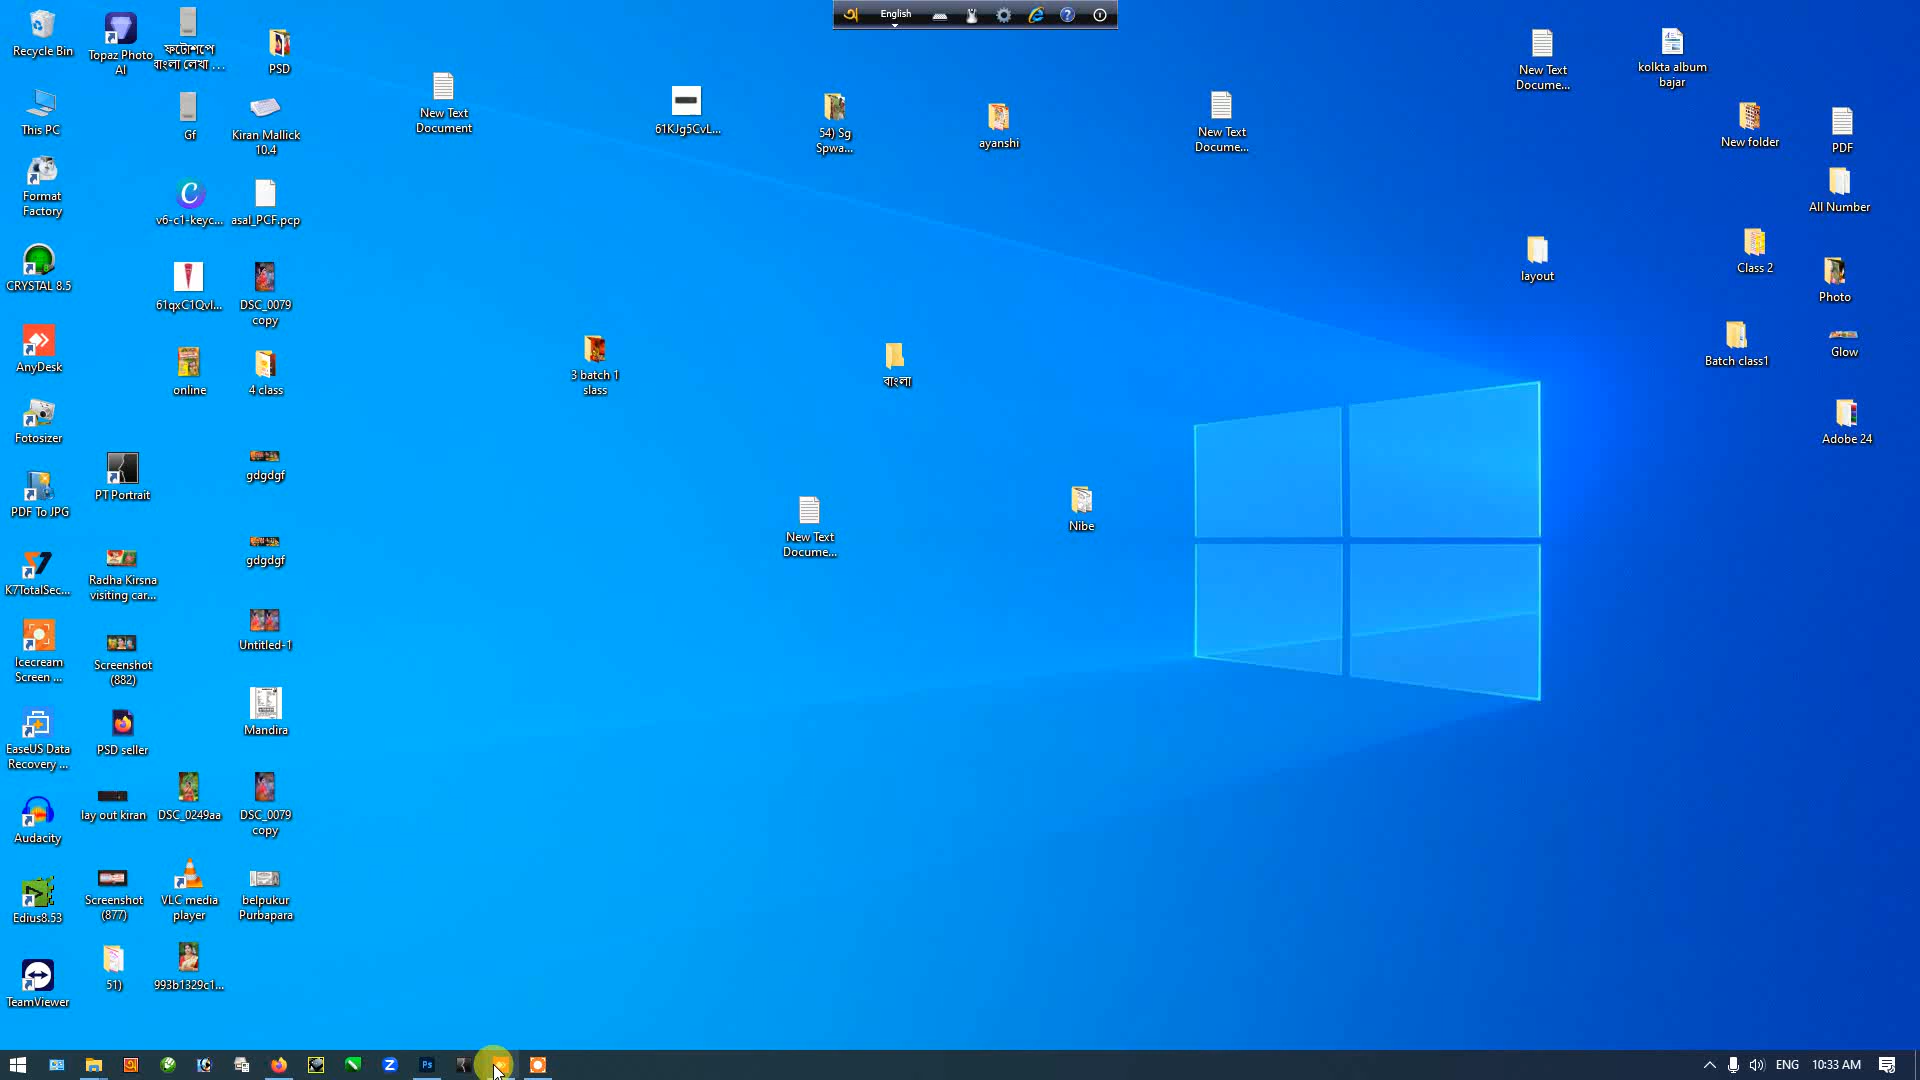 English
Recycle Bin
Topaz Photo
AI
ফটোশপে
বাংলা লেখা ...
PSD
New Text
Document
61KJg5CvL...
54) Sg
Spwa...
ayanshi
New Text
Docume...
New Text
Docume...
kolkta album
bajar
New folder
PDF
This PC
Gf
Kiran Mallick
10.4
Format
Factory
v6-c1-keyc...
asal_PCF.pcp
All Number
CRYSTAL 8.5
61qxC1Qvl...
DSC_0079
copy
layout
Class 2
Photo
AnyDesk
online
4 class
3 batch 1
slass
বাংলা
Batch class1
Glow
Fotosizer
Adobe 24
PDF To JPG
PT Portrait
gdgdgf
New Text
Docume...
Nibe
K7TotalSec...
Radha Kirsna
visiting car...
gdgdgf
Icecream
Screen ...
Screenshot
(882)
Untitled-1
EaseUS Data
Recovery ...
PSD seller
Mandira
Audacity
lay out kiran
DSC_0249aa
DSC_0079
copy
Edius8.53
Screenshot
(877)
VLC media
player
belpukur
Purbapara
TeamViewer
51)
993b1329c1...
Ps
ENG
10:33 AM